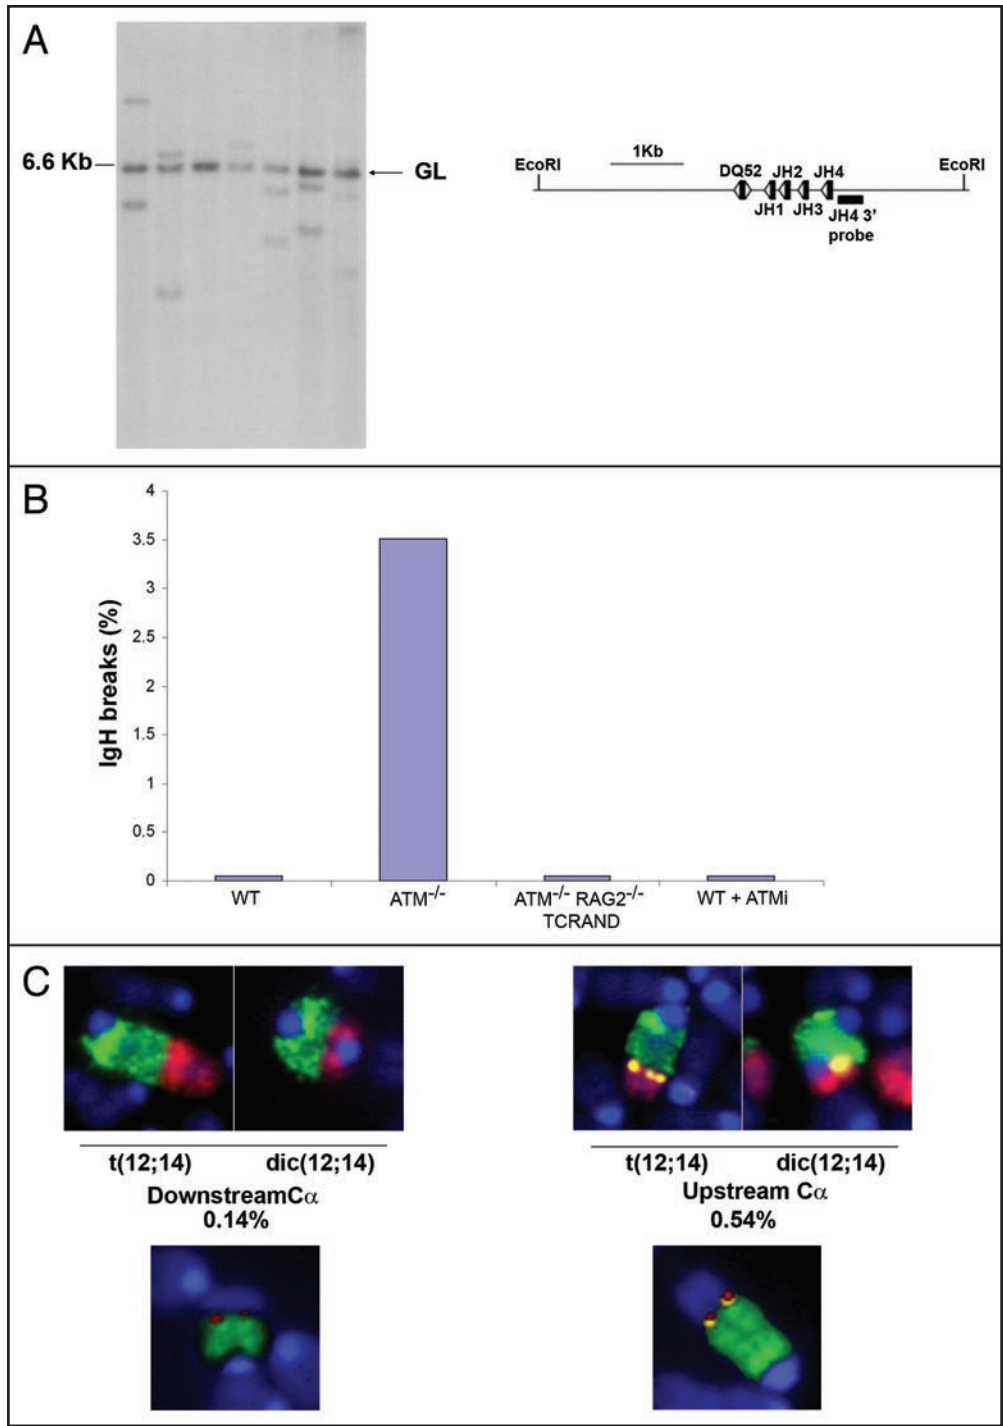 A
6.6 Kb
GL
1Kb
EcoRI
EcoRI
DQ52 JH2 JH4
JH1 JH3 JH4 3'
probe
B
4
3.5
3
2.5
2
1.5
1
0.5
0
IgH breaks (%)
WT
ATM-/-
ATM-/- RAG2-/-
TCRAND
WT + ATMi
C
t(12;14) dic(12;14)
DownstreamCα
0.14%
t(12;14) dic(12;14)
Upstream Cα
0.54%